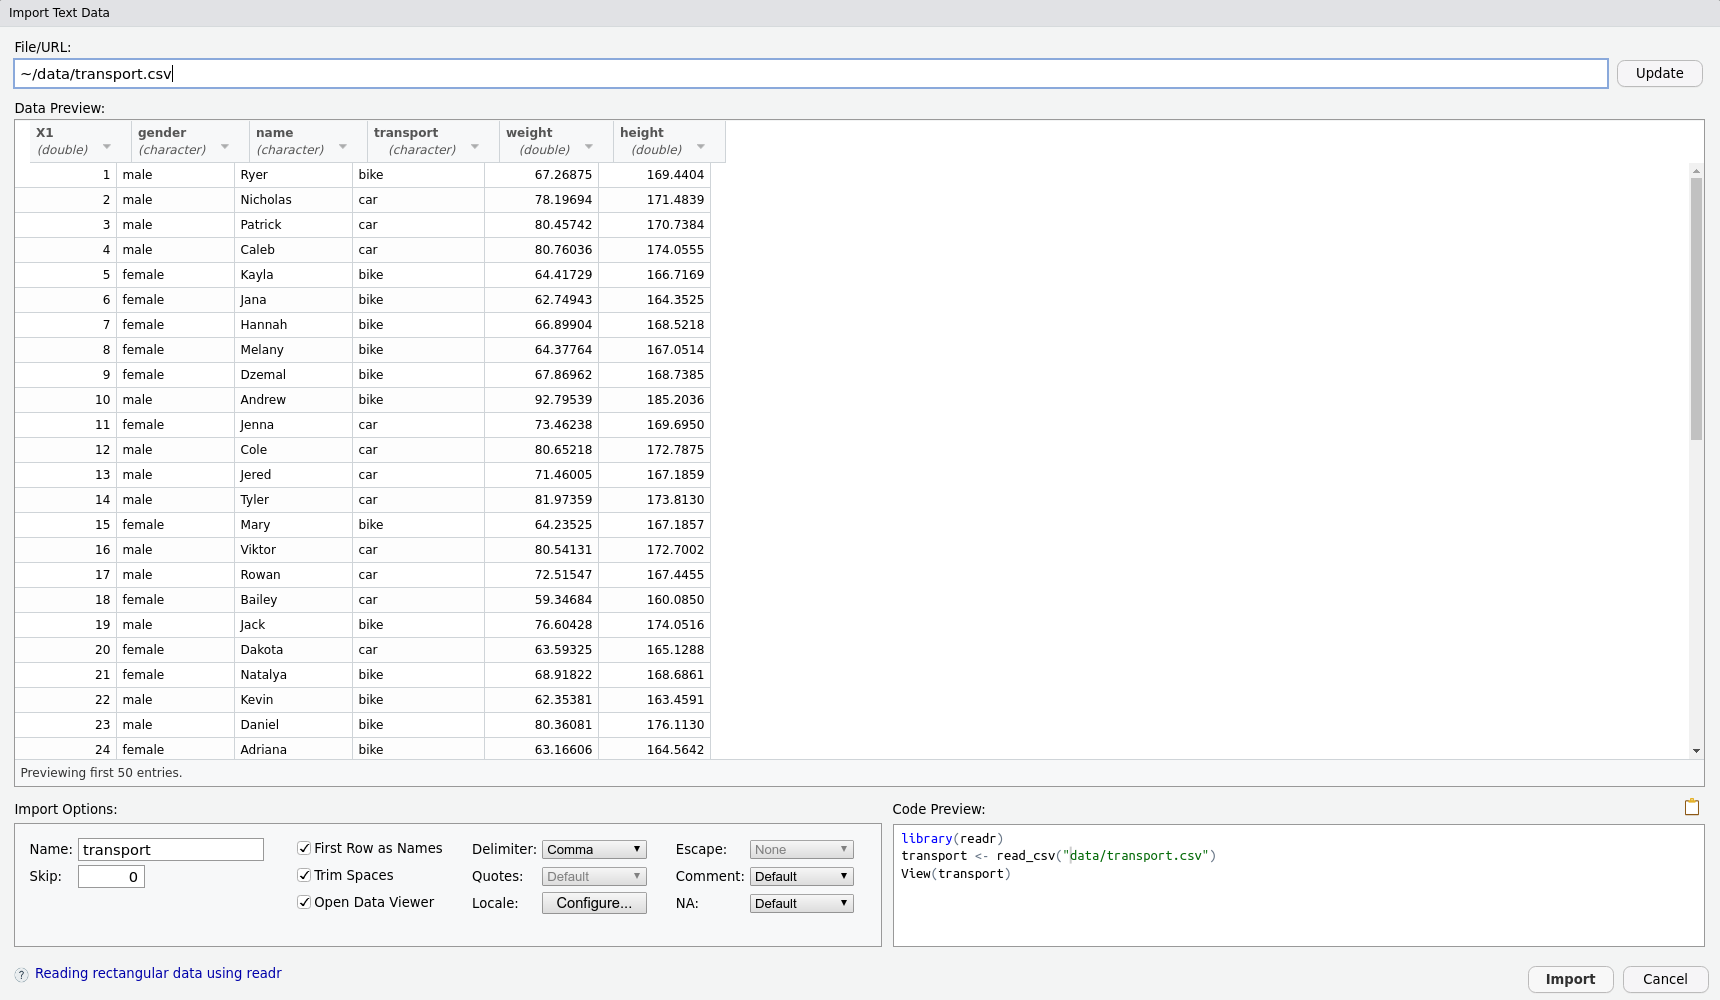 Import Text Data
File/URL:
~/data/transport.csv
Update
Data Preview:
X1 gender name transport weight height
(double) (character) (character) (character) (double) (double)
1 male Ryer bike 67.26875 169.4404
2 male Nicholas car 78.19694 171.4839
3 male Patrick car 80.45742 170.7384
4 male Caleb car 80.76036 174.0555
5 female Kayla bike 64.41729 166.7169
6 female Jana bike 62.74943 164.3525
7 female Hannah bike 66.89904 168.5218
8 female Melany bike 64.37764 167.0514
9 female Dzemal bike 67.86962 168.7385
10 male Andrew bike 92.79539 185.2036
11 female Jenna car 73.46238 169.6950
12 male Cole car 80.65218 172.7875
13 male Jered car 71.46005 167.1859
14 male Tyler car 81.97359 173.8130
15 female Mary bike 64.23525 167.1857
16 male Viktor car 80.54131 172.7002
17 male Rowan car 72.51547 167.4455
18 female Bailey car 59.34684 160.0850
19 male Jack bike 76.60428 174.0516
20 female Dakota car 63.59325 165.1288
21 female Natalya bike 68.91822 168.6861
22 male Kevin bike 62.35381 163.4591
23 male Daniel bike 80.36081 176.1130
24 female Adriana bike 63.16606 164.5642
Previewing first 50 entries.
Import Options:
Name: transport
Skip: 0
First Row as Names
Trim Spaces
Open Data Viewer
Delimiter: Comma
Quotes: Default
Locale: Configure...
Escape: None
Comment: Default
NA: Default
Code Preview:
library(readr)
transport <- read_csv("data/transport.csv")
View(transport)
? Reading rectangular data using readr
Import
Cancel